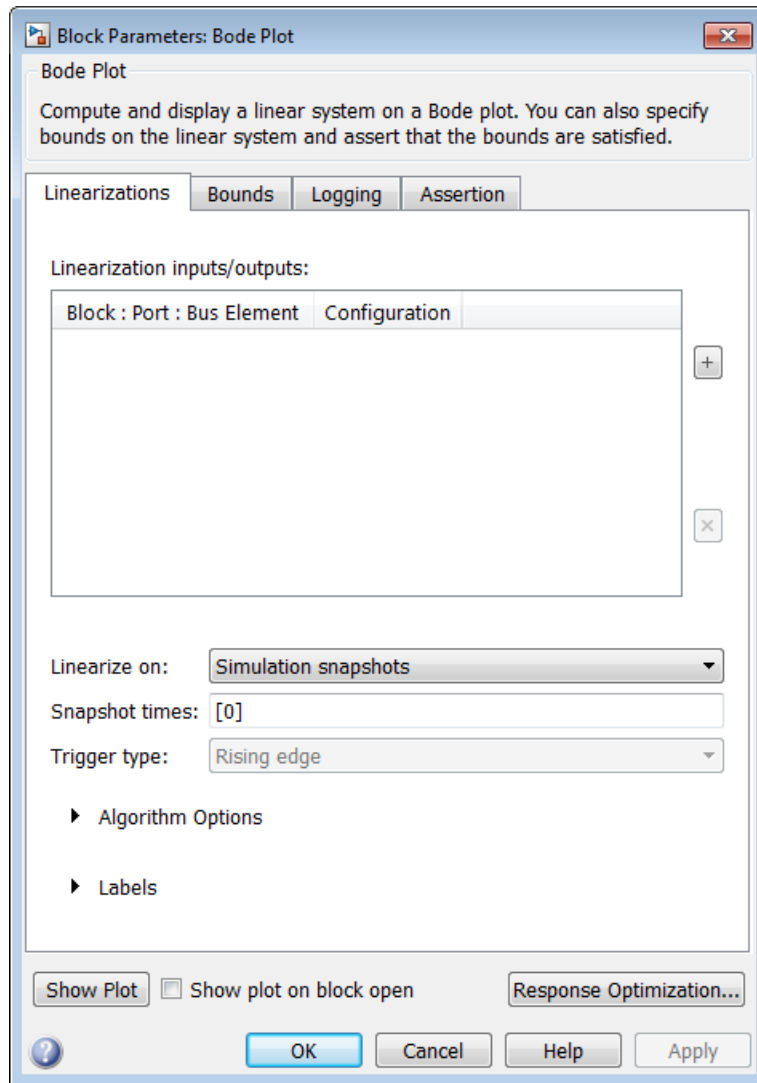 Block Parameters: Bode Plot
Bode Plot
Compute and display a linear system on a Bode plot. You can also specify
bounds on the linear system and assert that the bounds are satisfied.
Linearizations Bounds Logging Assertion
Linearization inputs/outputs:
Block : Port : Bus Element Configuration
+
Linearize on: Simulation snapshots
Snapshot times: [0]
Trigger type: Rising edge
Algorithm Options
Labels
Show Plot Show plot on block open Response Optimization...
? OK Cancel Help Apply